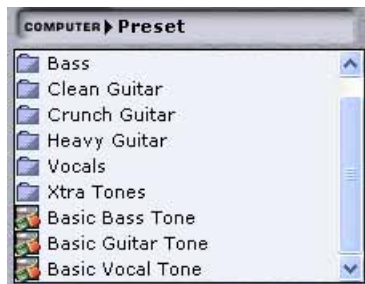 COMPUTER Preset
Bass
Clean Guitar
Crunch Guitar
Heavy Guitar
Vocals
Xtra Tones
Basic Bass Tone
Basic Guitar Tone
Basic Vocal Tone